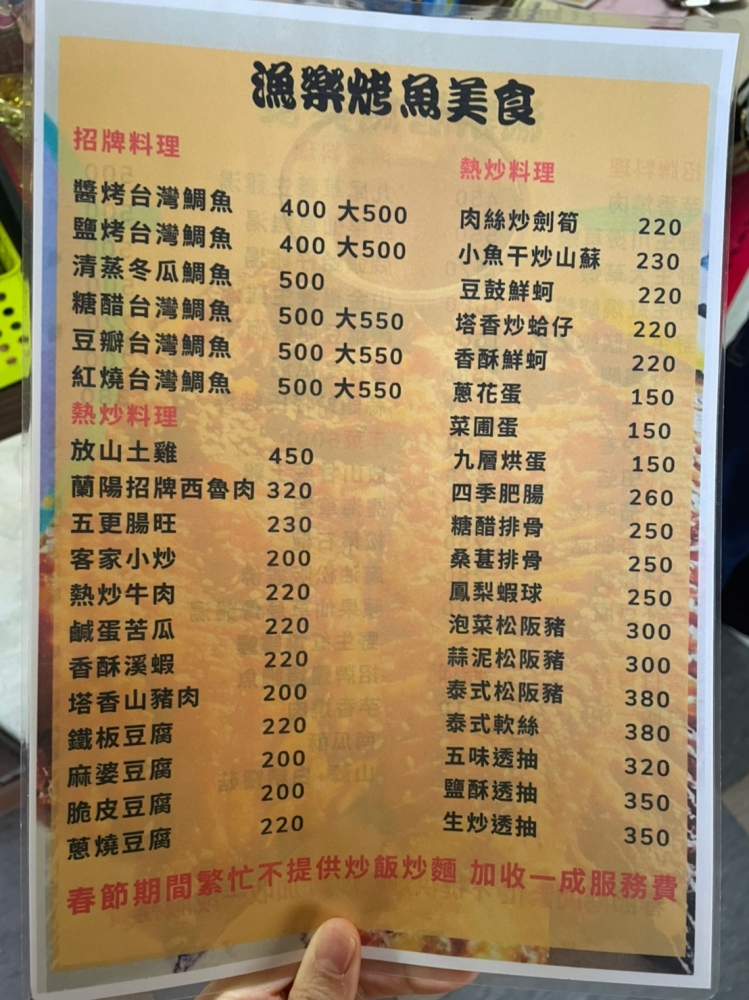 漁樂烤魚美食
招牌料理
醬烤台灣鯛魚 400 大500
鹽烤台灣鯛魚 400 大500
清蒸冬瓜鯛魚 500
糖醋台灣鯛魚 500 大550
豆瓣台灣鯛魚 500 大550
紅燒台灣鯛魚 500 大550
熱炒料理
放山土雞 450
蘭陽招牌西魯肉 320
五更腸旺 230
客家小炒 200
熱炒牛肉 220
鹹蛋苦瓜 220
香酥溪蝦 220
塔香山豬肉 200
鐵板豆腐 220
麻婆豆腐 200
脆皮豆腐 200
蔥燒豆腐 220
熱炒料理
肉絲炒劍筍 220
小魚干炒山蘇 230
豆鼓鮮蚵 220
塔香炒蛤仔 220
香酥鮮蚵 220
蔥花蛋 150
菜圃蛋 150
九層烘蛋 150
四季肥腸 260
糖醋排骨 250
桑葚排骨 250
鳳梨蝦球 250
泡菜松阪豬 300
蒜泥松阪豬 300
泰式松阪豬 380
泰式軟絲 380
五味透抽 320
鹽酥透抽 350
生炒透抽 350
春節期間繁忙不提供炒飯炒麵 加收一成服務費